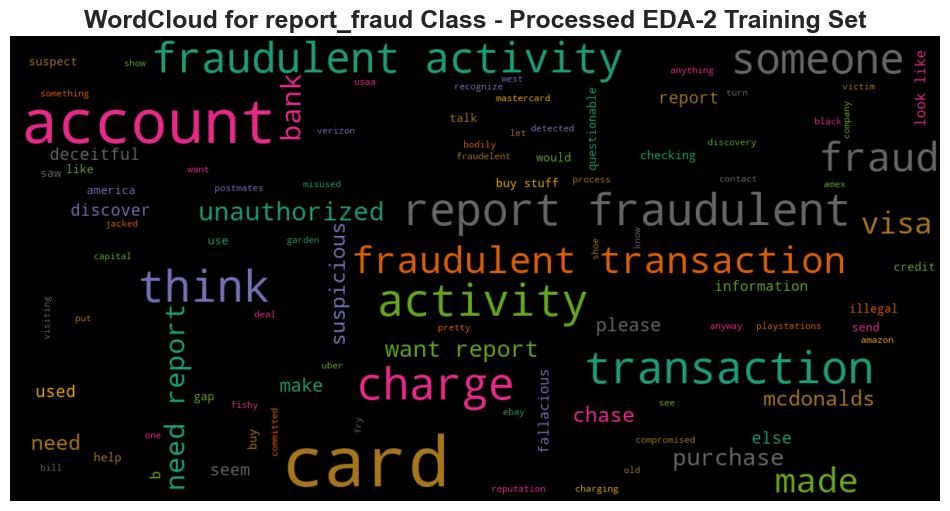 WordCloud for report_fraud Class - Processed EDA-2 Training Set
fraudulent activity
someone
suspect
show
usaa
west
recognize
anything
turn
victim
look like
something
account
bank
mastercard
questionable
report
black
company
verizon
talk
let
detected
bodily
fraudelent
would
checking
discovery
fraud
deceitful
saw
like
want
america
postmates
misused
buy stuff
process
contact
amex
discover
jacked
unauthorized
report fraudulent
visa
use
garden
suspicious
shoe
know
capital
fraudulent transaction
credit
think
activity
information
visiting
put
deal
need report
pretty
please
anyway
playstations
illegal
send
amazon
want report
uber
transaction
used
gap
make
charge
fallacious
mcdonalds
fishy
ebay
chase
see
one
committed
fry
need
buy
card
compromised
else
bill
help
b
seem
old
purchase
reputation
charging
made